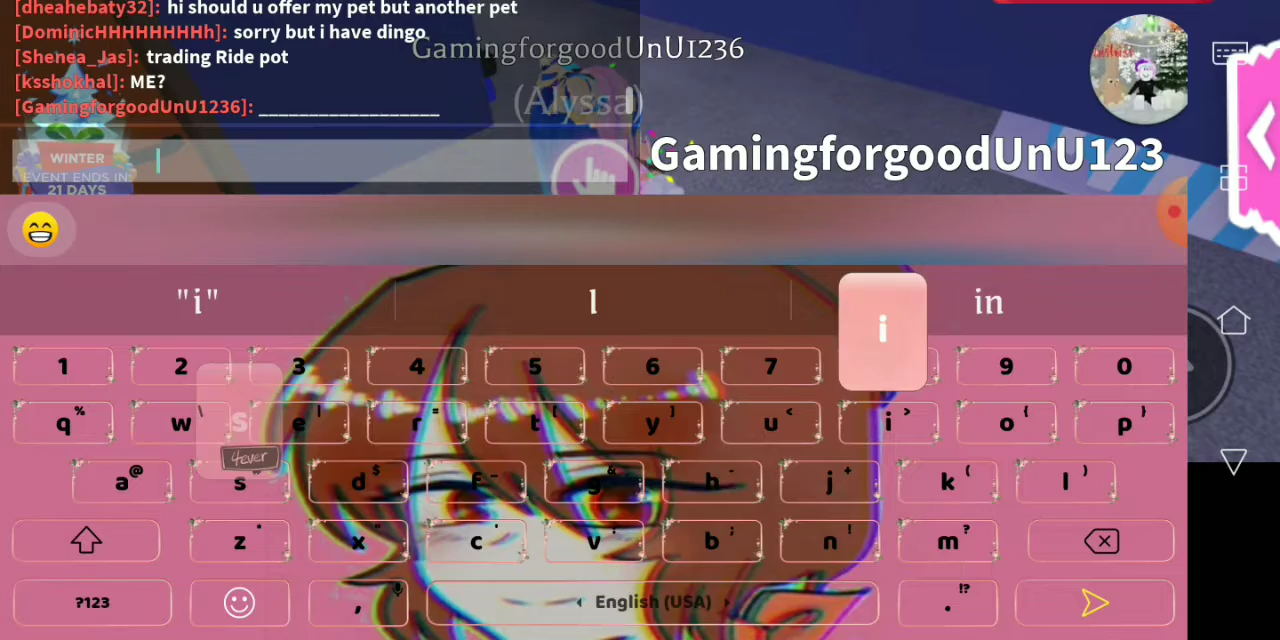 [dheahebaty32]: hi should u offer my pet but another pet
[DominicHHHHHHHHh]: sorry but i have dingo
[Shenea_Jas]: trading Ride pot
[ksshokhal]: ME?
[GamingforgoodUnU1236]: __________________
GamingforgoodUnU1236
(Alyssa)
GamingforgoodUnU123
WINTER
EVENT ENDS IN:
21 DAYS
"i" I in
i
1 2 3 4 5 6 7 9 0
q % w \ e | r = t [ y ] u < i > o { p }
s
4ever
a @ s d $ f _ g & h - j + k ( l )
z * x " c ' v : b ; n ! m ?
?123 , English (USA) . !?